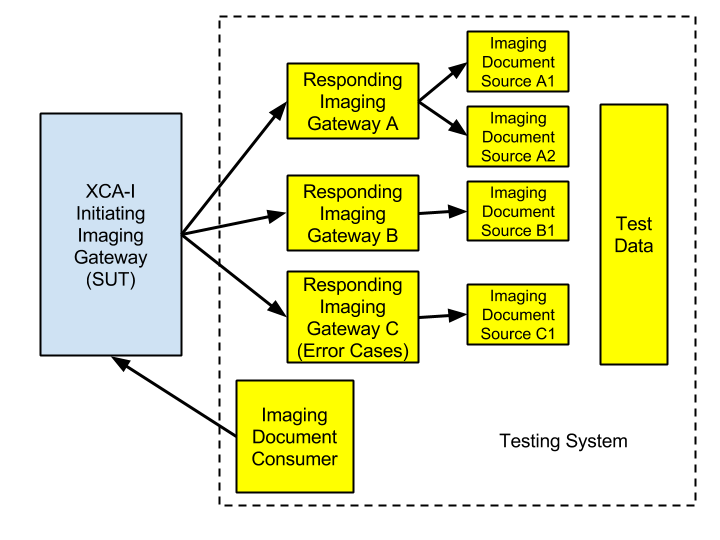 XCA-I
Initiating
Imaging
Gateway
(SUT)
Responding
Imaging
Gateway A
Responding
Imaging
Gateway B
Responding
Imaging
Gateway C
(Error Cases)
Imaging
Document
Source A1
Imaging
Document
Source A2
Imaging
Document
Source B1
Imaging
Document
Source C1
Test
Data
Imaging
Document
Consumer
Testing System